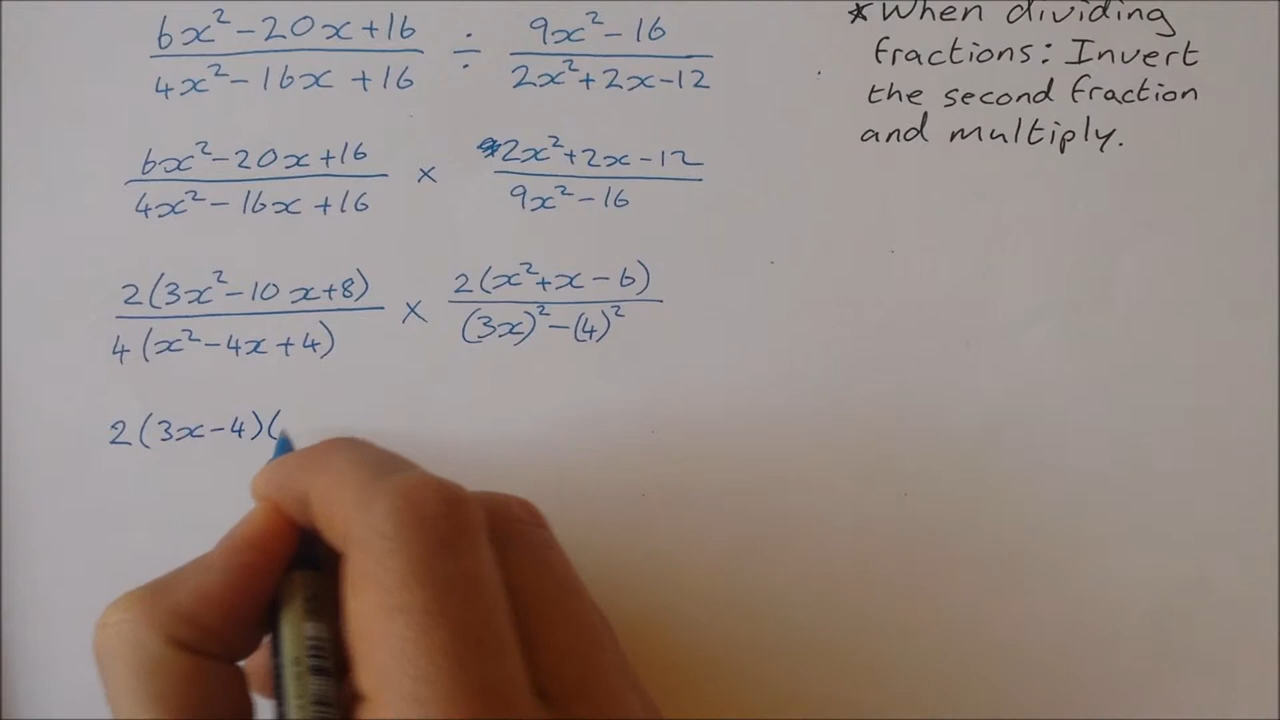 6x² - 20x + 16 / 4x² - 16x + 16 ÷ 9x² - 16 / 2x² + 2x - 12
6x² - 20x + 16 / 4x² - 16x + 16 × 2x² + 2x - 12 / 9x² - 16
2(3x² - 10x + 8) / 4(x² - 4x + 4) × 2(x² + x - 6) / (3x)² - (4)²
2(3x - 4)(
*When dividing
fractions: Invert
the second fraction
and multiply.